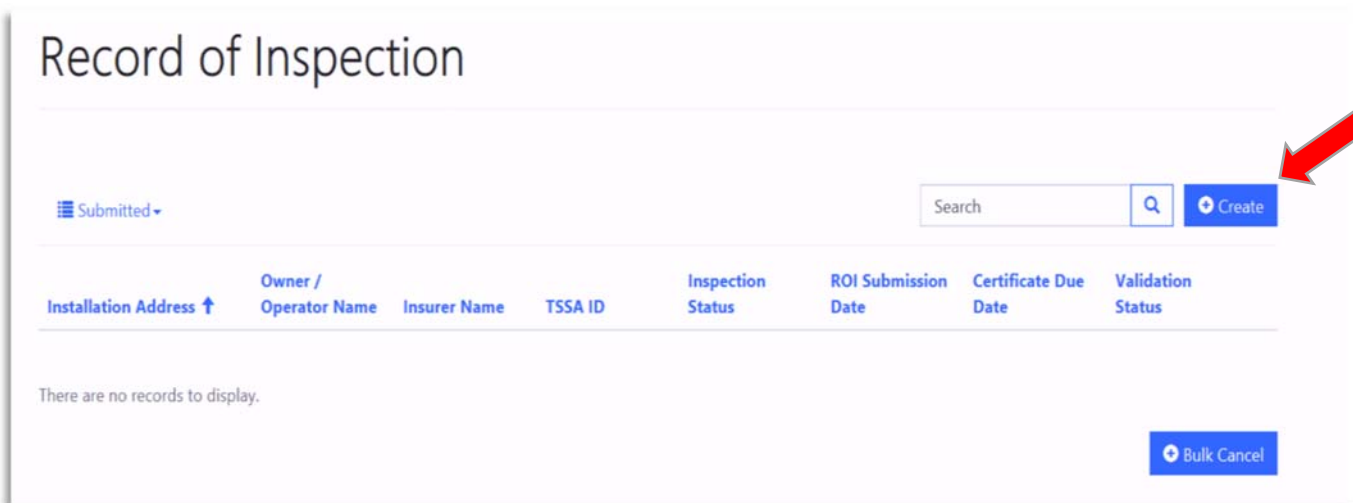 Record of Inspection
Submitted
Search
Create
Installation Address
Owner /
Operator Name
Insurer Name
TSSA ID
Inspection
Status
ROI Submission
Date
Certificate Due
Date
Validation
Status
There are no records to display.
Bulk Cancel